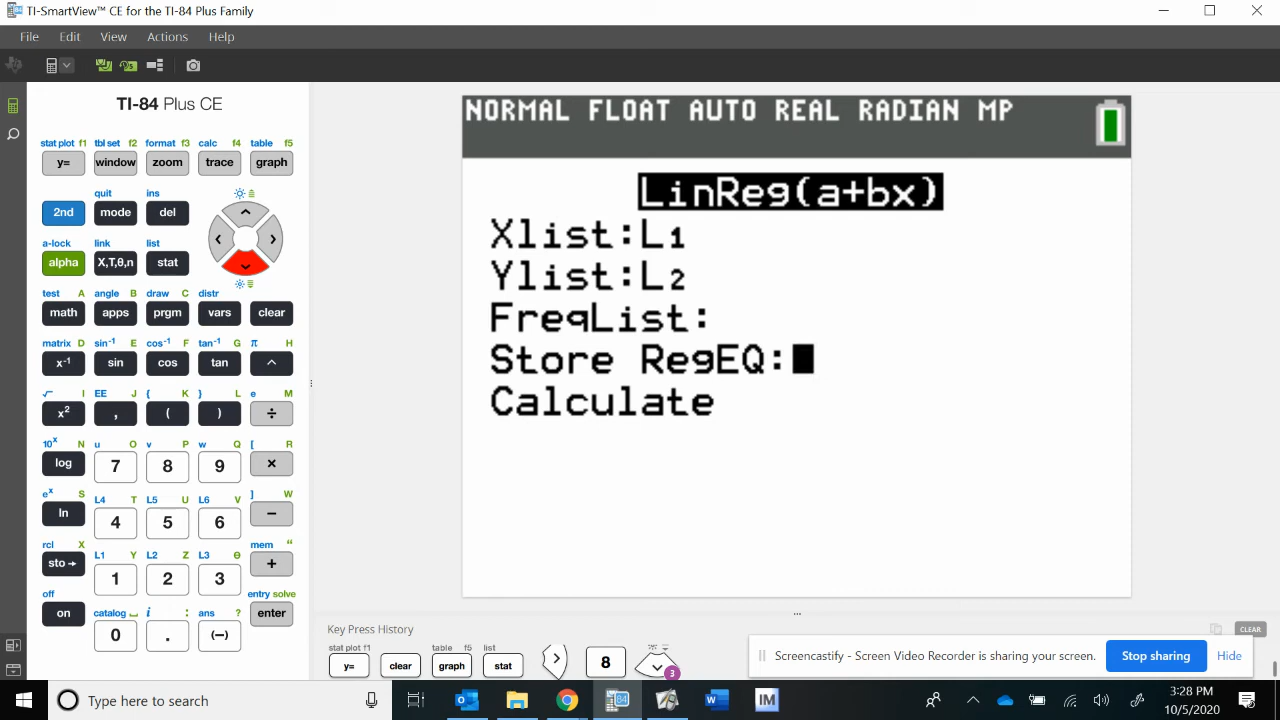 TI-SmartView™ CE for the TI-84 Plus Family
File Edit View Actions Help
TI-84 Plus CE
stat plot f1 tbl set f2 format f3 calc f4 table f5
y= window zoom trace graph
quit ins
2nd mode del
a-lock link list
alpha X,T,θ,n stat
test A angle B draw C distr
math apps prgm vars clear
matrix D sin⁻¹ E cos⁻¹ F tan⁻¹ G π H
x⁻¹ sin cos tan ^
√ I EE J { K } L e M
x² , ( ) ÷
10ˣ N u O v P w Q [ R
log 7 8 9 ×
eˣ S L4 T L5 U L6 V ] W
ln 4 5 6 −
rcl X L1 Y L2 Z L3 θ mem “
sto→ 1 2 3 +
off catalog i : ans ? entry solve
on 0 . (−) enter
NORMAL FLOAT AUTO REAL RADIAN MP
LinReg(a+bx)
Xlist:L1
Ylist:L2
FreqList:
Store RegEQ:
Calculate
Key Press History
CLEAR
stat plot f1 table f5 list
y= clear graph stat 8 3
Screencastify - Screen Video Recorder is sharing your screen. Stop sharing Hide
Type here to search
84
W
IM
3:28 PM
10/5/2020